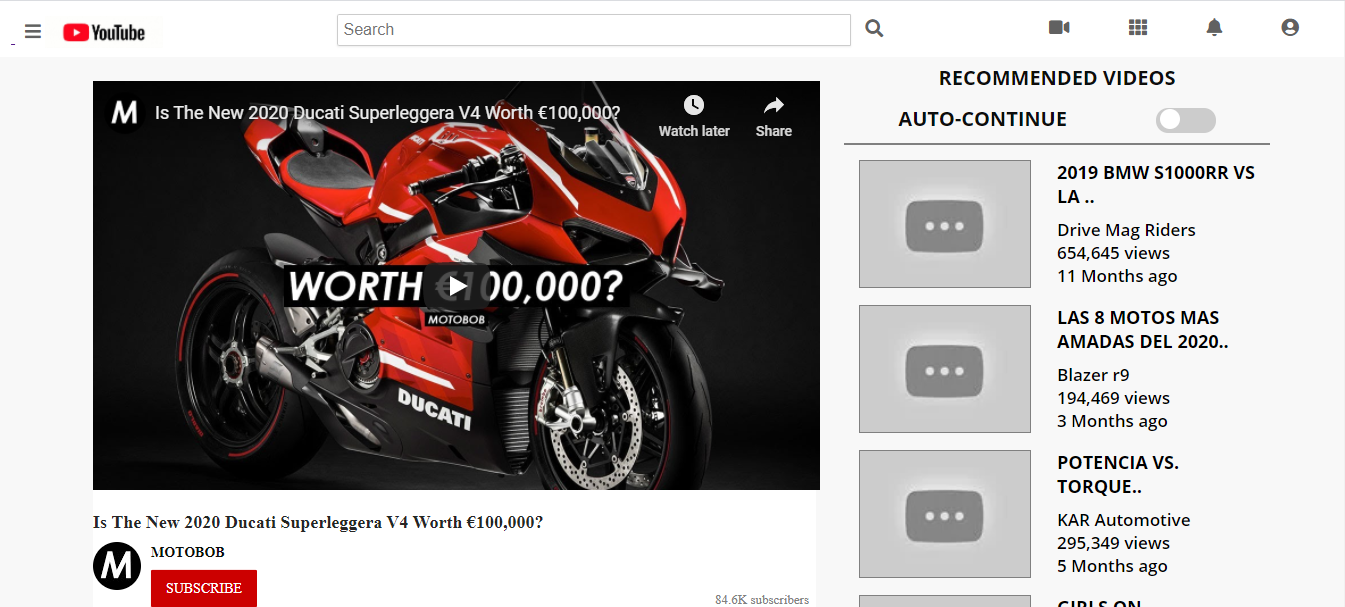 YouTube
Search
M
Is The New 2020 Ducati Superleggera V4 Worth €100,000?
Watch later
Share
WORTH €100,000?
MOTOBOB
DUCATI
Is The New 2020 Ducati Superleggera V4 Worth €100,000?
M
MOTOBOB
SUBSCRIBE
84.6K subscribers
RECOMMENDED VIDEOS
AUTO-CONTINUE
2019 BMW S1000RR VS
LA ..
Drive Mag Riders
654,645 views
11 Months ago
LAS 8 MOTOS MAS
AMADAS DEL 2020..
Blazer r9
194,469 views
3 Months ago
POTENCIA VS.
TORQUE..
KAR Automotive
295,349 views
5 Months ago
GIRLS ON